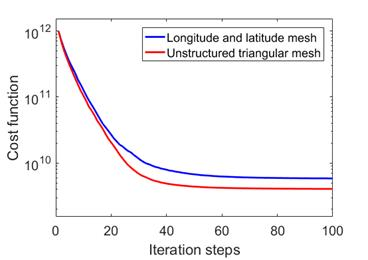 Longitude and latitude mesh
Unstructured triangular mesh
Cost function
10^12
10^11
10^10
0 20 40 60 80 100
Iteration steps